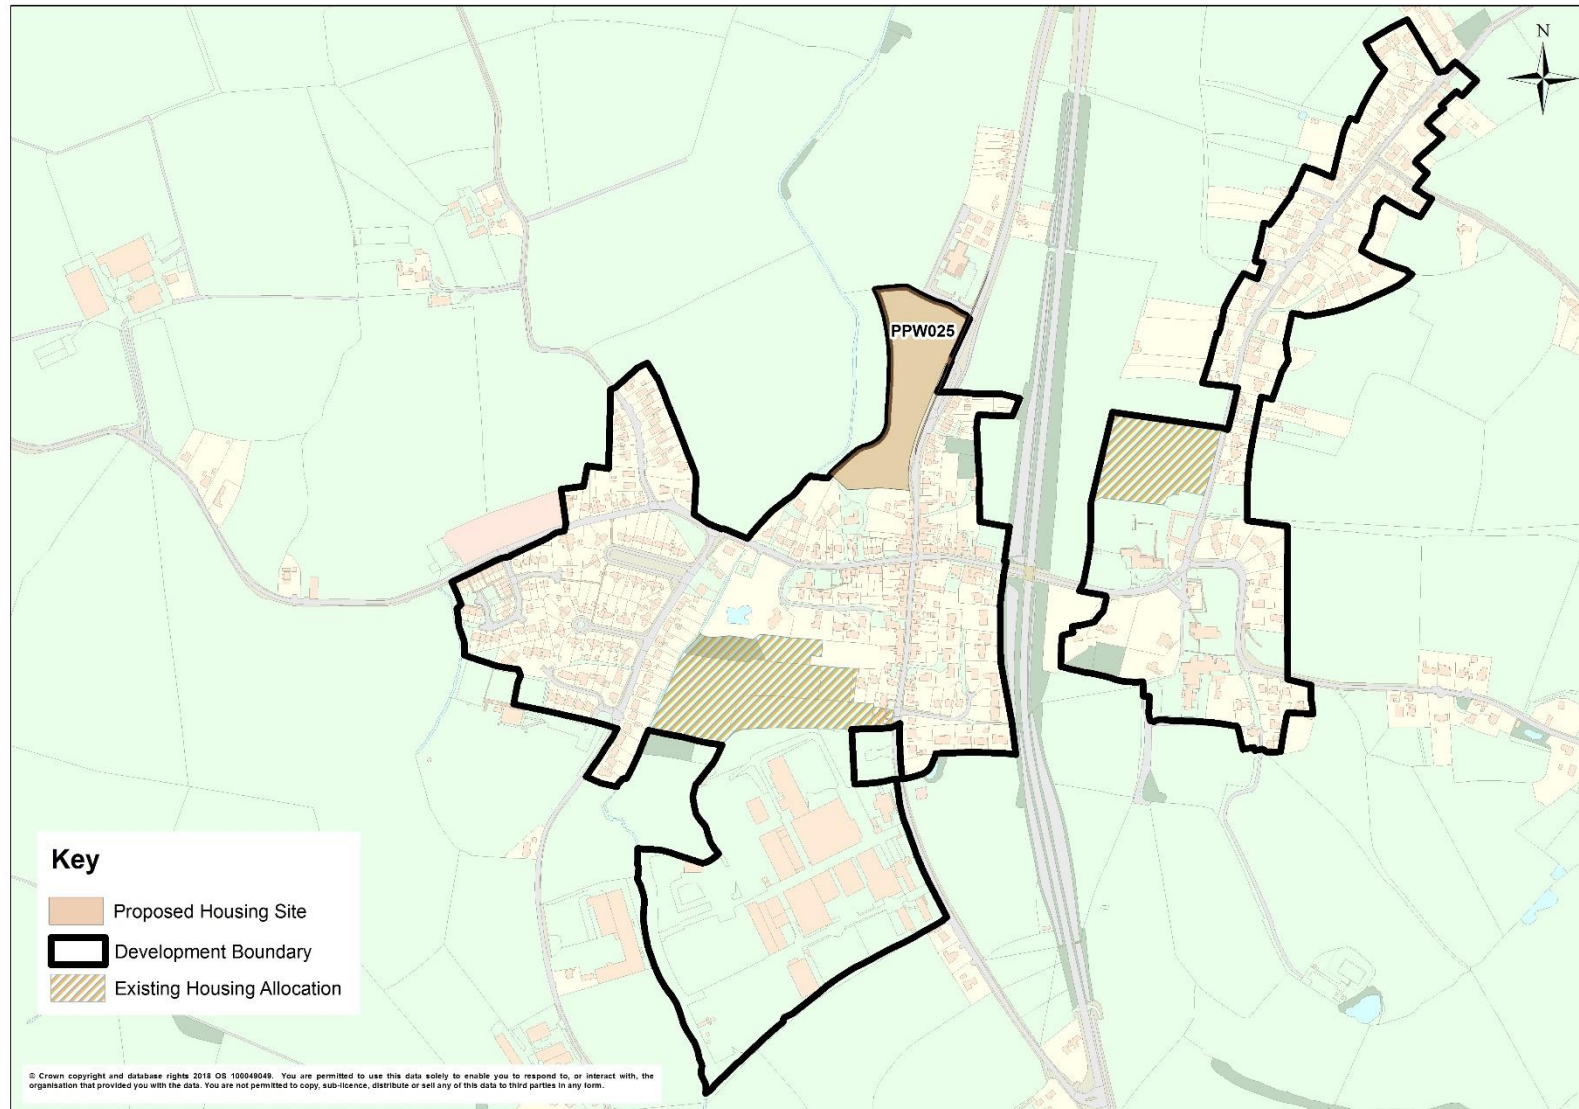 N
PPW025
Key
Proposed Housing Site
Development Boundary
Existing Housing Allocation
© Crown copyright and database rights 2018 OS 100049049. You are permitted to use this data solely to enable you to respond to, or interact with, the
organisation that provided you with the data. You are not permitted to copy, sub-licence, distribute or sell any of this data to third parties in any form.